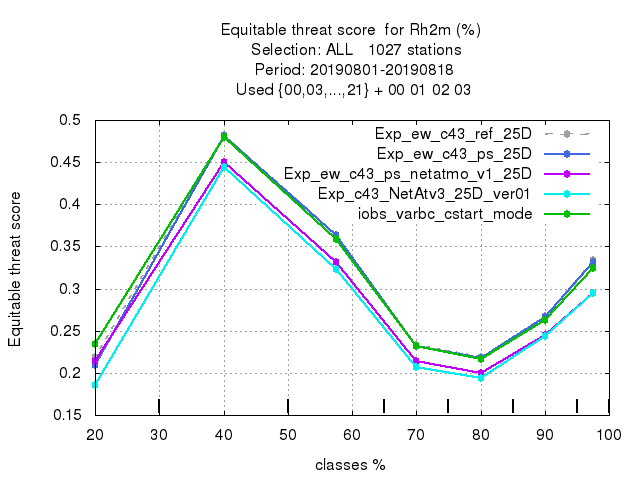 Equitable threat score  for Rh2m (%)
Selection: ALL   1027 stations
Period: 20190801-20190818
Used {00,03,...,21} + 00 01 02 03
Exp_ew_c43_ref_25D
Exp_ew_c43_ps_25D
Exp_ew_c43_ps_netatmo_v1_25D
Exp_c43_NetAtv3_25D_ver01
iobs_varbc_cstart_mode
Equitable threat score
0.5
0.45
0.4
0.35
0.3
0.25
0.2
0.15
20 30 40 50 60 70 80 90 100
classes %